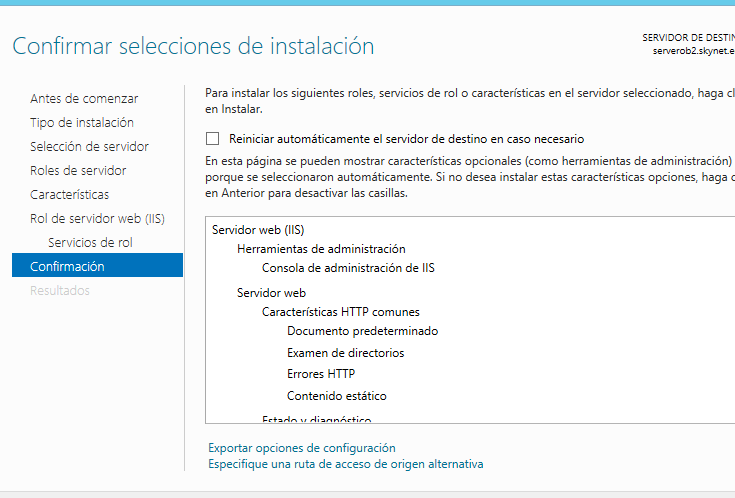 Confirmar selecciones de instalación
SERVIDOR DE DESTIN
serverob2.skynet.e
Antes de comenzar
Tipo de instalación
Selección de servidor
Roles de servidor
Características
Rol de servidor web (IIS)
Servicios de rol
Confirmación
Resultados
Para instalar los siguientes roles, servicios de rol o características en el servidor seleccionado, haga cl
en Instalar.
Reiniciar automáticamente el servidor de destino en caso necesario
En esta página se pueden mostrar características opcionales (como herramientas de administración)
porque se seleccionaron automáticamente. Si no desea instalar estas características opciones, haga c
en Anterior para desactivar las casillas.
Servidor web (IIS)
Herramientas de administración
Consola de administración de IIS
Servidor web
Características HTTP comunes
Documento predeterminado
Examen de directorios
Errores HTTP
Contenido estático
Estado y diagnóstico
Exportar opciones de configuración
Especifique una ruta de acceso de origen alternativa